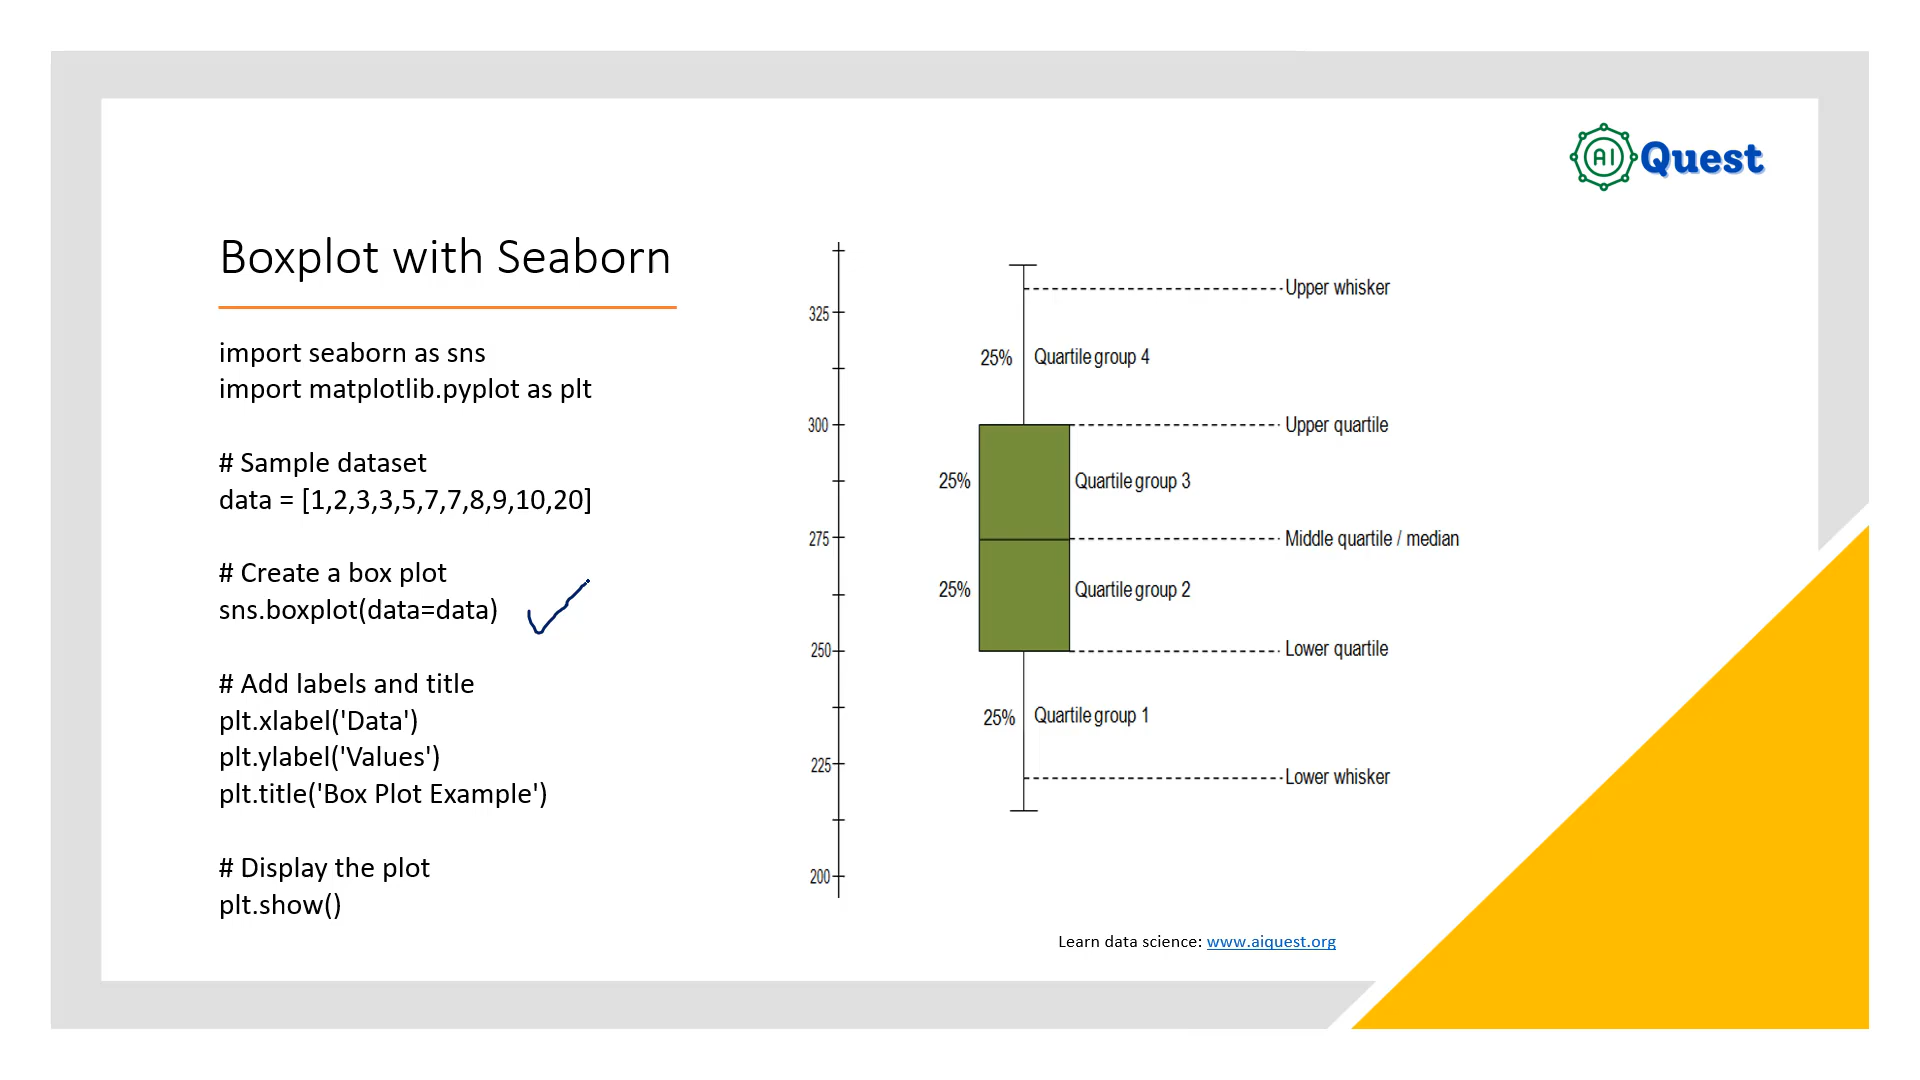 AI Quest
Boxplot with Seaborn
import seaborn as sns
import matplotlib.pyplot as plt
# Sample dataset
data = [1,2,3,3,5,7,7,8,9,10,20]
# Create a box plot
sns.boxplot(data=data)
# Add labels and title
plt.xlabel('Data')
plt.ylabel('Values')
plt.title('Box Plot Example')
# Display the plot
plt.show()
Upper whisker
325
25% Quartile group 4
300
Upper quartile
25% Quartile group 3
275
Middle quartile / median
25% Quartile group 2
250
Lower quartile
25% Quartile group 1
225
Lower whisker
200
Learn data science: www.aiquest.org